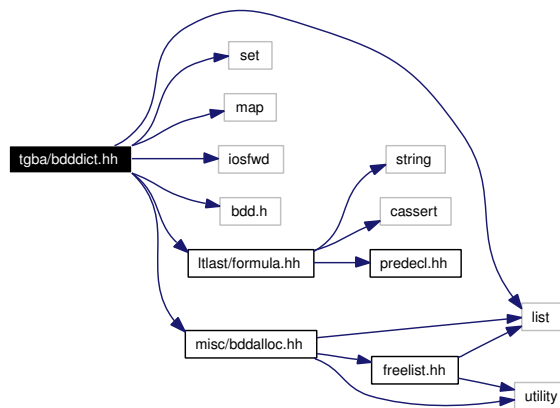 set
map
tgba/bdddict.hh
iosfwd
string
bdd.h
cassert
ltlast/formula.hh
predecl.hh
list
misc/bddalloc.hh
freelist.hh
utility